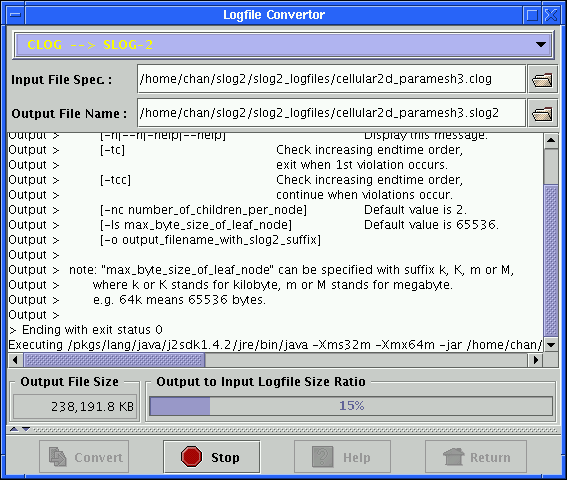 Logfile Convertor
CLOG --> SLOG-2
Input File Spec. : /home/chan/slog2/slog2_logfiles/cellular2d_paramesh3.clog
Output File Name : /home/chan/slog2/slog2_logfiles/cellular2d_paramesh3.slog2
Output > [-h|--h|-help|--help] Display this message.
Output > [-tc] Check increasing endtime order,
Output > exit when 1st violation occurs.
Output > [-tcc] Check increasing endtime order,
Output > continue when violations occur.
Output > [-nc number_of_children_per_node] Default value is 2.
Output > [-ls max_byte_size_of_leaf_node] Default value is 65536.
Output > [-o output_filename_with_slog2_suffix]
Output >
Output > note: "max_byte_size_of_leaf_node" can be specified with suffix k, K, m or M,
Output > where k or K stands for kilobyte, m or M stands for megabyte.
Output > e.g. 64k means 65536 bytes.
Output >
> Ending with exit status 0
Executing /pkgs/lang/java/j2sdk1.4.2/jre/bin/java -Xms32m -Xmx64m -jar /home/chan/
Output File Size
Output to Input Logfile Size Ratio
238,191.8 KB
15%
Convert
Stop
Help
Return